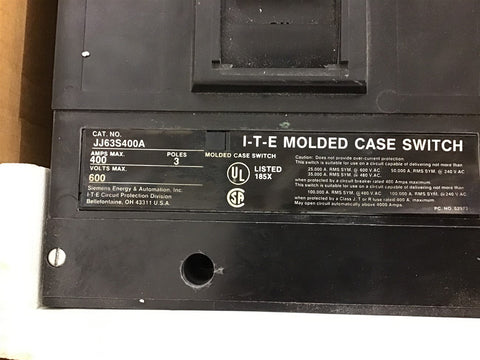 CAT. NO.
JJ63S400A
AMPS MAX. POLES
400 3
VOLTS MAX.
600
Siemens Energy & Automation, Inc.
I-T-E Circuit Protection Division
Bellefontaine, OH 43311 U.S.A.
MOLDED CASE SWITCH
UL
LISTED
185X
SA
I-T-E MOLDED CASE SWITCH
Caution: Does not provide over-current protection.
This switch is suitable for use on a circuit capable of delivering not more than
25,000 A. RMS SYM. @ 600 V.AC 50,000 A. RMS SYM. @ 240 V.AC
35,000 A. RMS SYM. @ 480 V.AC
when protected by a circuit breaker rated 400 Amps maximum.
This switch is suitable for use on a circuit capable of delivering not more than
100,000 A. RMS SYM. @ 600 V.AC 100,000 A. RMS SYM. @ 240 V.AC
when protected by a Class J, T or R fuse rated 600 A. max.
May open circuit automatically above 4000 Amps.
PC. NO.